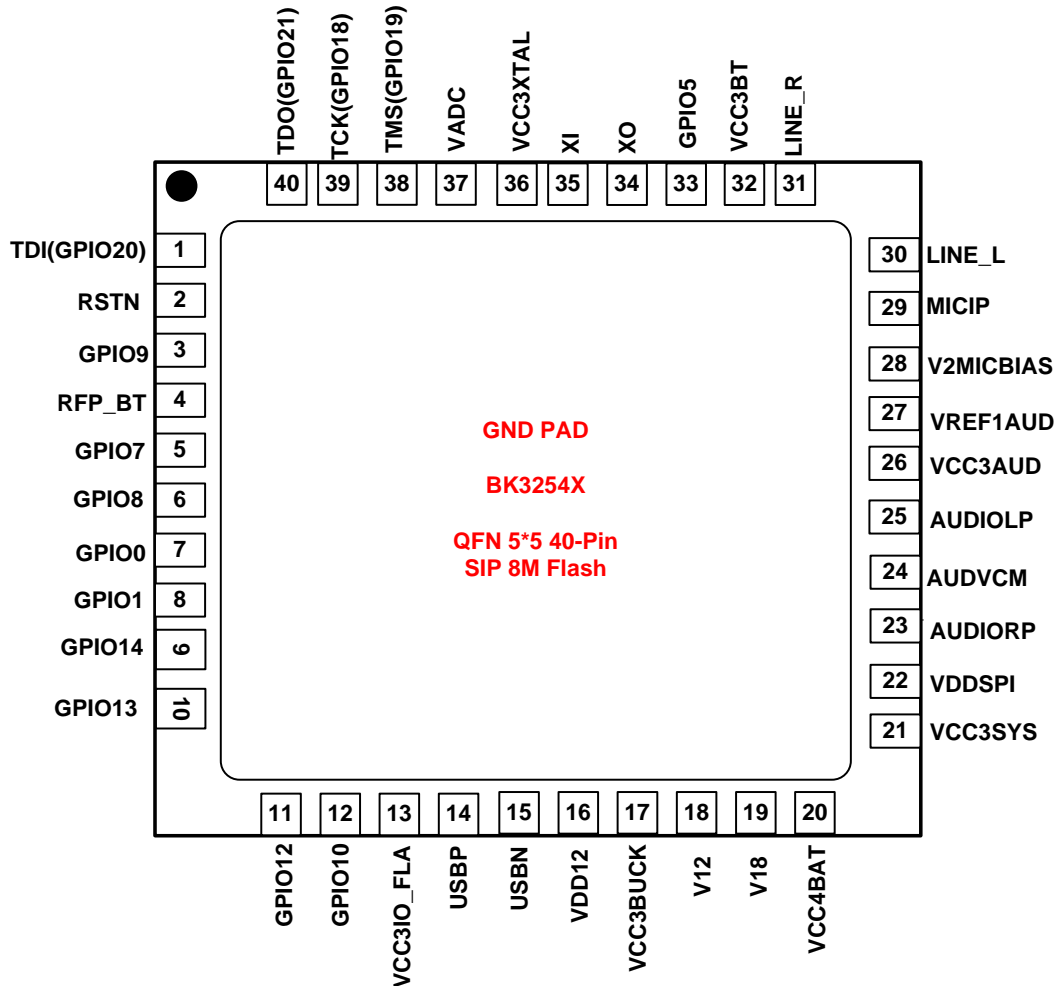 TDO(GPIO21)
TCK(GPIO18)
TMS(GPIO19)
VADC
VCC3XTAL
XI
XO
GPIO5
VCC3BT
LINE_R
40
39
38
37
36
35
34
33
32
31
TDI(GPIO20) 1
RSTN 2
GPIO9 3
RFP_BT 4
GPIO7 5
GPIO8 6
GPIO0 7
GPIO1 8
GPIO14 9
GPIO13 10
GND PAD
BK3254X
QFN 5*5 40-Pin
SIP 8M Flash
30 LINE_L
29 MICIP
28 V2MICBIAS
27 VREF1AUD
26 VCC3AUD
25 AUDIOLP
24 AUDVCM
23 AUDIORP
22 VDDSPI
21 VCC3SYS
11
12
13
14
15
16
17
18
19
20
GPIO12
GPIO10
VCC3IO_FLA
USBP
USBN
VDD12
VCC3BUCK
V12
V18
VCC4BAT